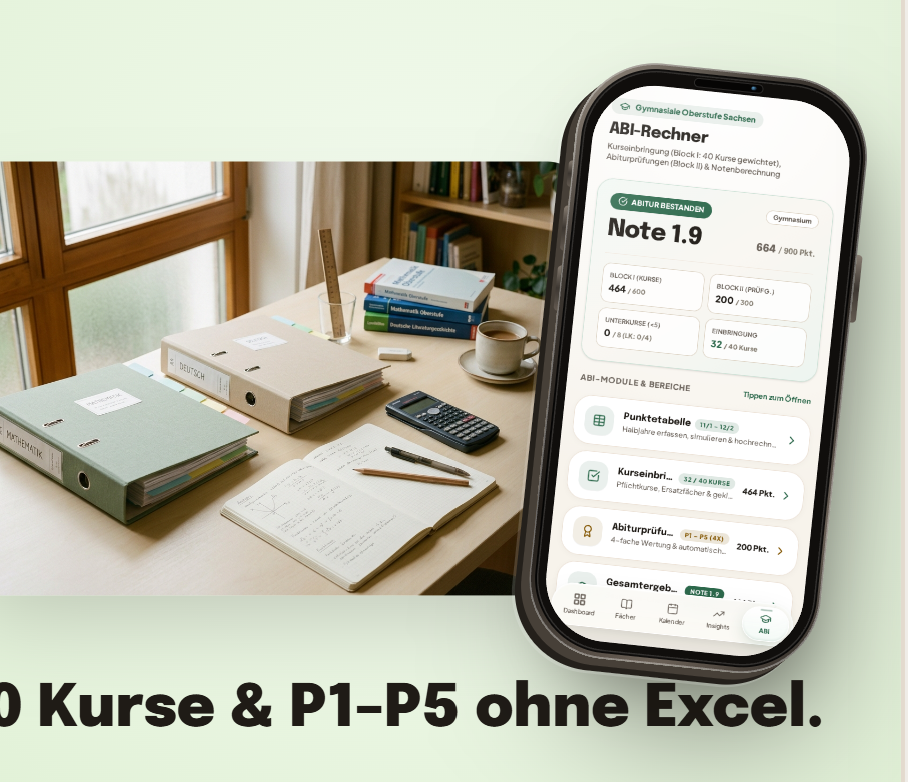 Gymnasiale Oberstufe Sachsen
ABI-Rechner
Kurseinbringung (Block I: 40 Kurse gewichtet),
Abiturprüfungen (Block II) & Notenberechnung
ABITUR BESTANDEN
Gymnasium
Note 1.9
664 / 900 Pkt.
BLOCK I (KURSE)
464 / 600
BLOCK II (PRÜFG.)
200 / 300
UNTERKURSE (<5)
0 / 8 (LK: 0/4)
EINBRINGUNG
32 / 40 Kurse
ABI-MODULE & BEREICHE
Tippen zum Öffnen
Punktetabelle 11/1 – 12/2
Halbjahre erfassen, simulieren & hochrechn...
Kurseinbri... 32 / 40 KURSE
Pflichtkurse, Ersatzfächer & gekl...
464 Pkt.
Abiturprüfu... P1 – P5 (4X)
4-fache Wertung & automatisch...
200 Pkt.
Gesamtergeb... NOTE 1.9
Dashboard
Fächer
Kalender
Insights
ABI
MATHEMATIK
DEUTSCH
Mathematik Oberstufe
Deutsche Literaturgeschichte
0 Kurse & P1–P5 ohne Excel.